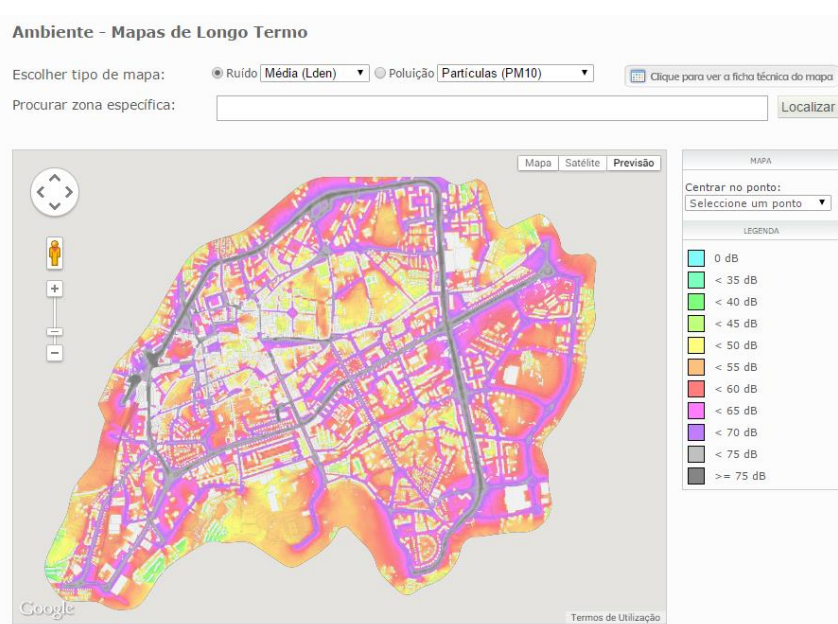 Ambiente - Mapas de Longo Termo
Escolher tipo de mapa: Ruído Média (Lden) Poluição Partículas (PM10) Clique para ver a ficha técnica do mapa
Procurar zona específica: Localizar
Mapa Satélite Previsão
MAPA
Centrar no ponto:
Seleccione um ponto
LEGENDA
0 dB
< 35 dB
< 40 dB
< 45 dB
< 50 dB
< 55 dB
< 60 dB
< 65 dB
< 70 dB
< 75 dB
>= 75 dB
Google
Termos de Utilização